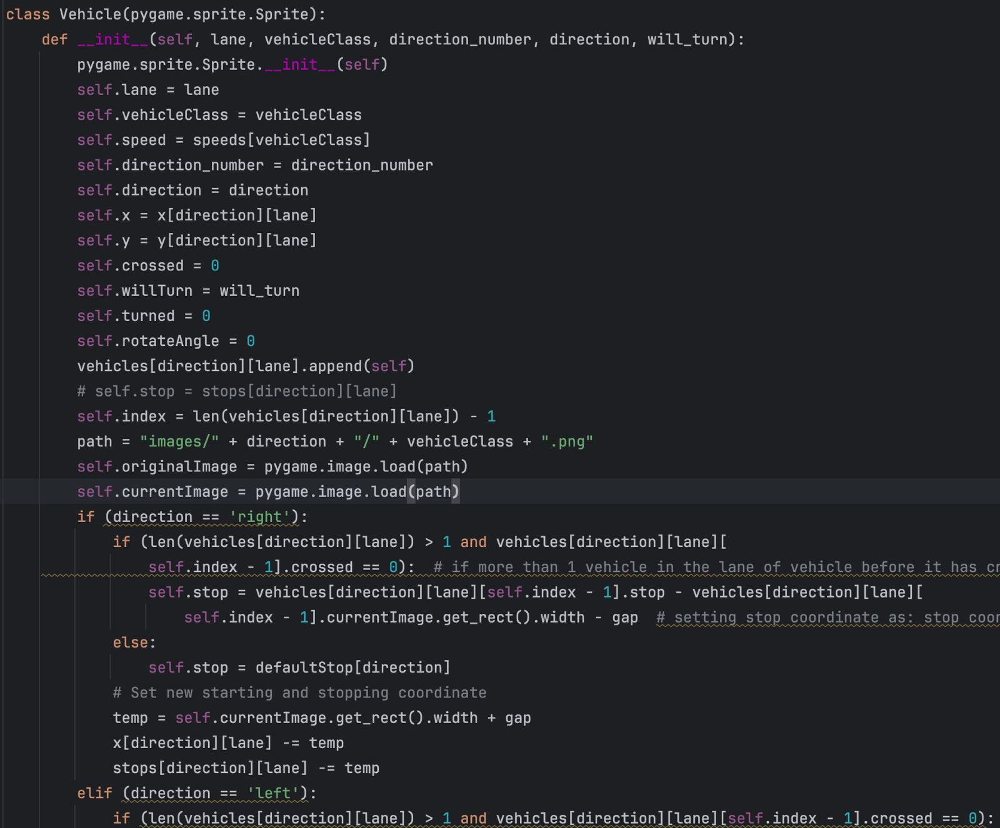 class Vehicle(pygame.sprite.Sprite):
    def __init__(self, lane, vehicleClass, direction_number, direction, will_turn):
        pygame.sprite.Sprite.__init__(self)
        self.lane = lane
        self.vehicleClass = vehicleClass
        self.speed = speeds[vehicleClass]
        self.direction_number = direction_number
        self.direction = direction
        self.x = x[direction][lane]
        self.y = y[direction][lane]
        self.crossed = 0
        self.willTurn = will_turn
        self.turned = 0
        self.rotateAngle = 0
        vehicles[direction][lane].append(self)
        # self.stop = stops[direction][lane]
        self.index = len(vehicles[direction][lane]) - 1
        path = "images/" + direction + "/" + vehicleClass + ".png"
        self.originalImage = pygame.image.load(path)
        self.currentImage = pygame.image.load(path)
        if (direction == 'right'):
            if (len(vehicles[direction][lane]) > 1 and vehicles[direction][lane][
                self.index - 1].crossed == 0):  # if more than 1 vehicle in the lane of vehicle before it has
                self.stop = vehicles[direction][lane][self.index - 1].stop - vehicles[direction][lane][
                    self.index - 1].currentImage.get_rect().width - gap  # setting stop coordinate as: stop
            else:
                self.stop = defaultStop[direction]
            # Set new starting and stopping coordinate
            temp = self.currentImage.get_rect().width + gap
            x[direction][lane] -= temp
            stops[direction][lane] -= temp
        elif (direction == 'left'):
            if (len(vehicles[direction][lane]) > 1 and vehicles[direction][lane][self.index - 1].crossed == 0):